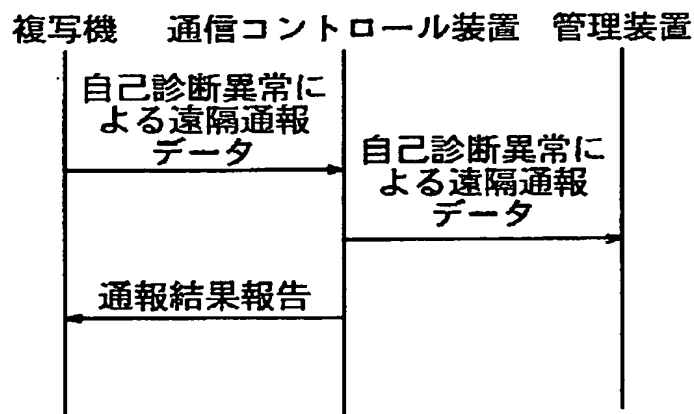 複写機 通信コントロール装置 管理装置
自己診断異常に
よる遠隔通報
データ
自己診断異常に
よる遠隔通報
データ
通報結果報告